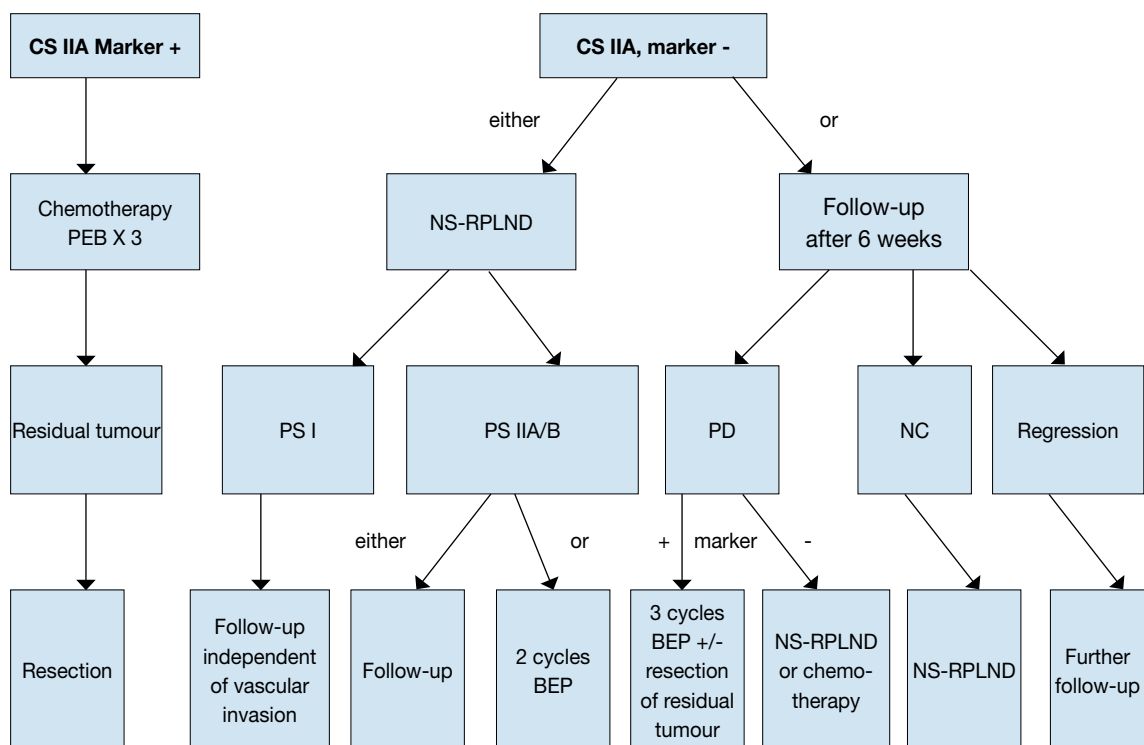 CS IIA Marker +
CS IIA, marker -
either
or
Chemotherapy
PEB X 3
NS-RPLND
Follow-up
after 6 weeks
Residual tumour
PS I
PS IIA/B
PD
NC
Regression
either
or
+ marker -
Resection
Follow-up
independent
of vascular
invasion
Follow-up
2 cycles
BEP
3 cycles
BEP +/-
resection
of residual
tumour
NS-RPLND
or chemo-
therapy
NS-RPLND
Further
follow-up